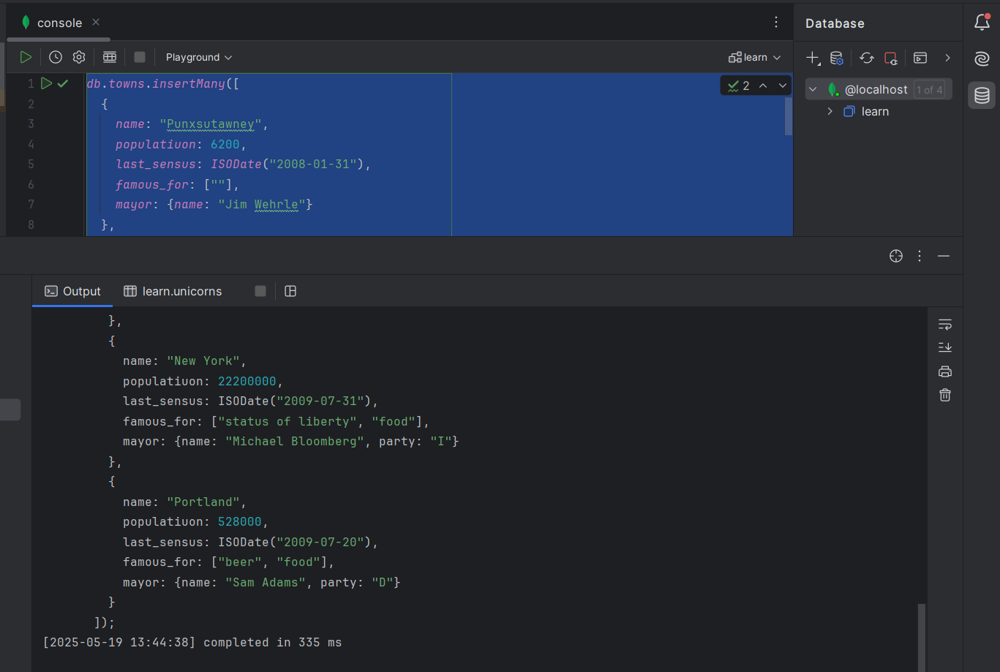 console
Database
Playground
learn
1 db.towns.insertMany([
2
2 {
3 name: "Punxsutawney",
4 populatiuon: 6200,
5 last_sensus: ISODate("2008-01-31"),
6 famous_for: [""],
7 mayor: {name: "Jim Wehrle"}
8 },
@localhost 1 of 4
learn
Output learn.unicorns
},
{
name: "New York",
populatiuon: 22200000,
last_sensus: ISODate("2009-07-31"),
famous_for: ["status of liberty", "food"],
mayor: {name: "Michael Bloomberg", party: "I"}
},
{
name: "Portland",
populatiuon: 528000,
last_sensus: ISODate("2009-07-20"),
famous_for: ["beer", "food"],
mayor: {name: "Sam Adams", party: "D"}
}
]);
[2025-05-19 13:44:38] completed in 335 ms